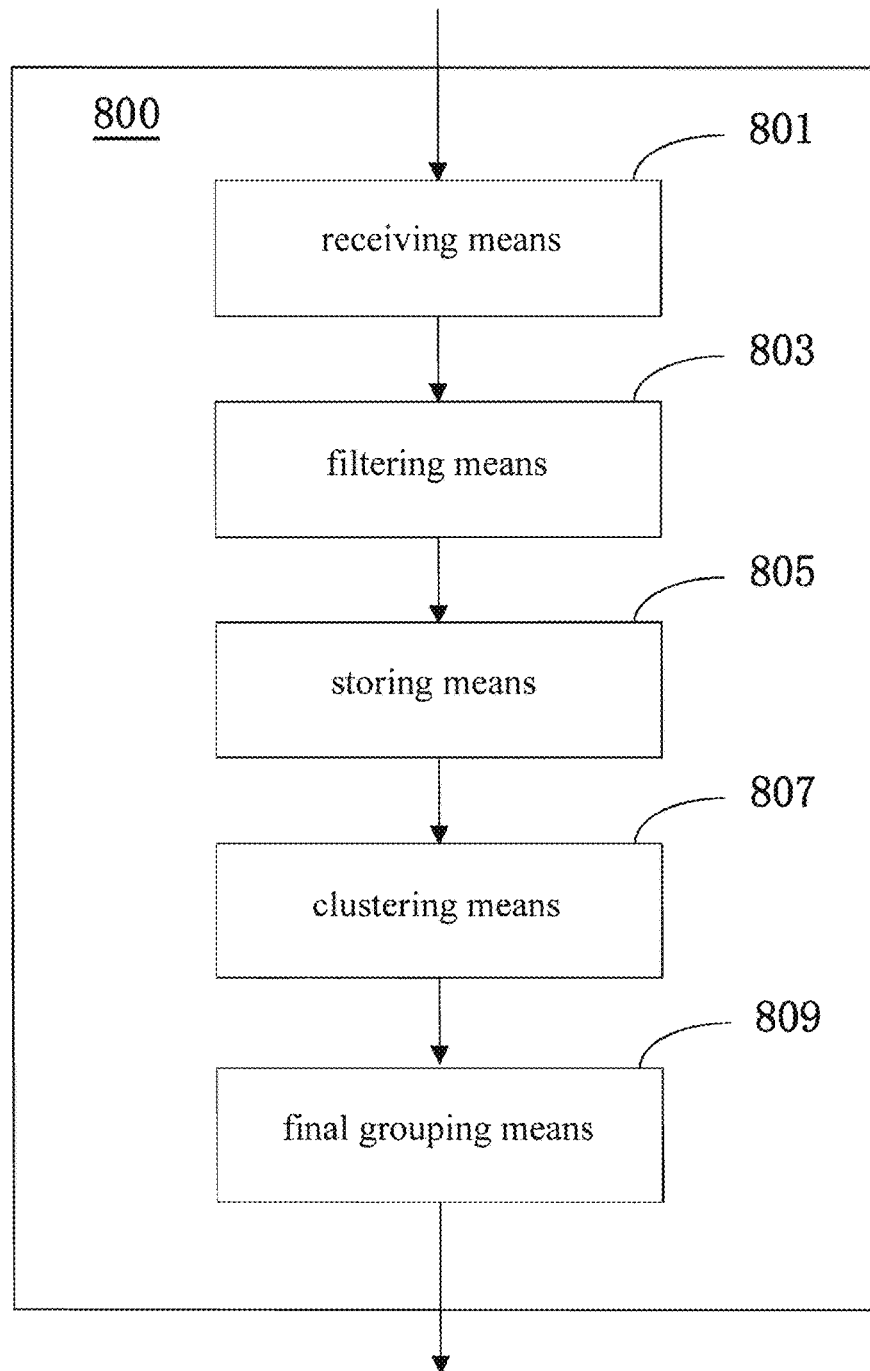 800
801
receiving means
803
filtering means
805
storing means
807
clustering means
809
final grouping means